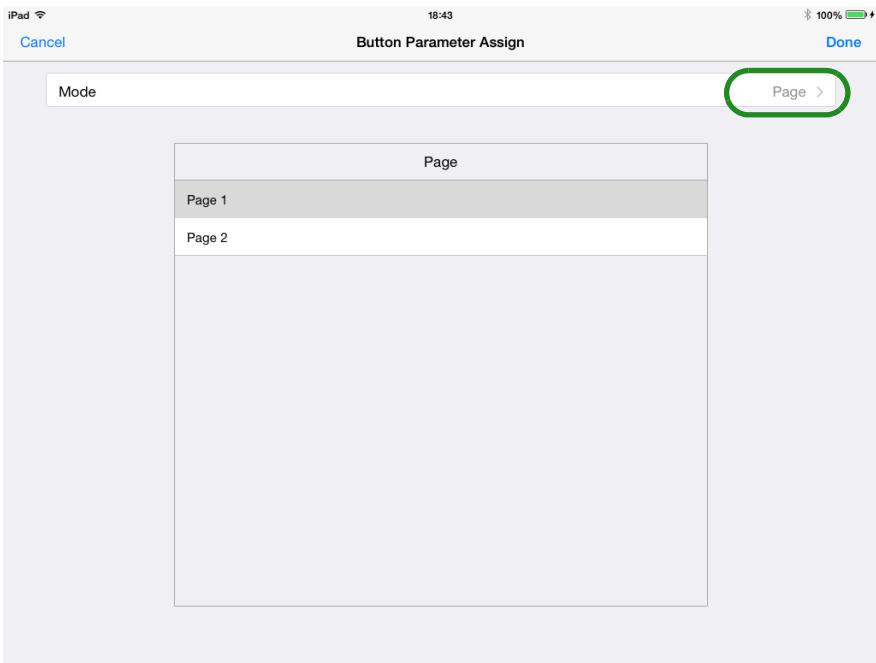 iPad 18:43 100%
Cancel Button Parameter Assign Done
Mode Page
Page
Page 1
Page 2